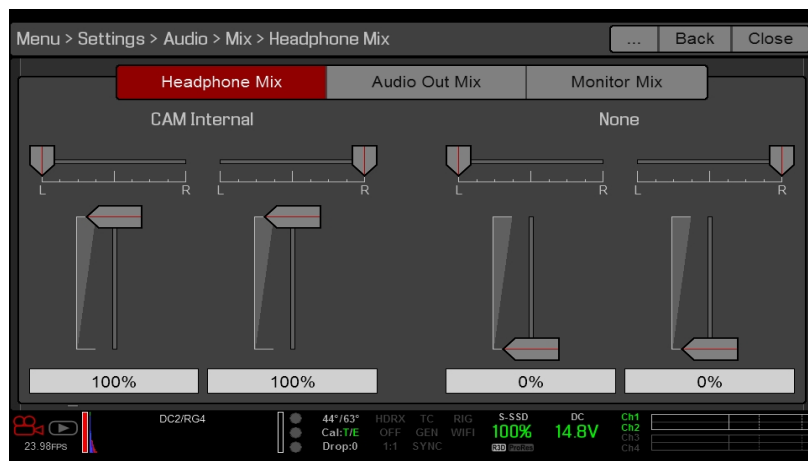 Menu > Settings > Audio > Mix > Headphone Mix
... Back Close
Headphone Mix Audio Out Mix Monitor Mix
CAM Internal None
L R L R L R L R
100% 100% 0% 0%
DC2/RG4 44°/63° HDRX TC RIG S-SSD DC Ch1
Cal:T/E OFF GEN WIFI 100% 14.8V Ch2
23.98FPS Drop:0 1:1 SYNC R3D ProRes Ch3
Ch4